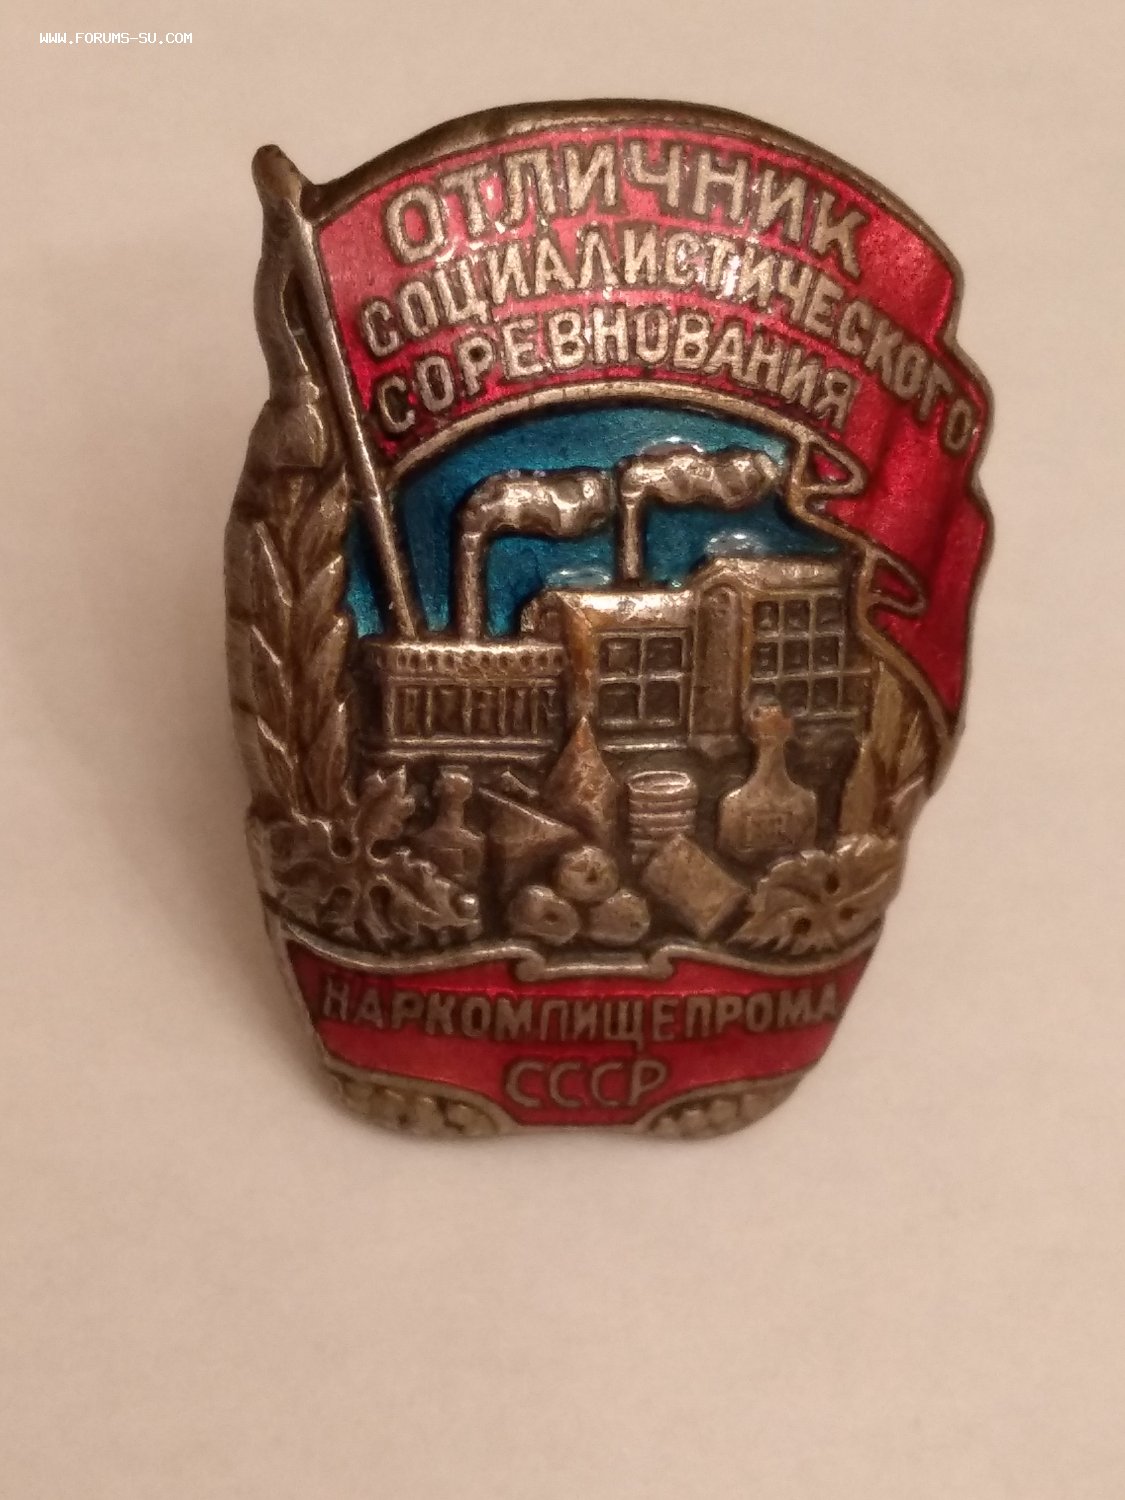 WWW.FORUMS-SU.COM
ОТЛИЧНИК
СОЦИАЛИСТИЧЕСКОГО
СОРЕВНОВАНИЯ
НАРКОМПИЩЕПРОМА
СССР